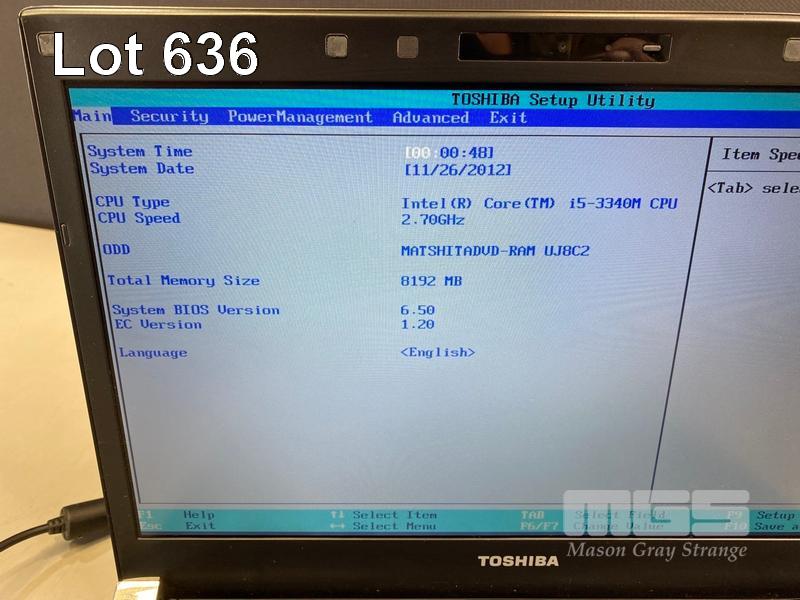 Lot 636
TOSHIBA Setup Utility
Main Security PowerManagement Advanced Exit
System Time [00:00:48]
System Date [11/26/2012]
CPU Type Intel(R) Core(TM) i5-3340M CPU
CPU Speed 2.70GHz
ODD MATSHITADVD-RAM UJ8C2
Total Memory Size 8192 MB
System BIOS Version 6.50
EC Version 1.20
Language <English>
Item Spe
<Tab> sele
F1 Help ↑↓ Select Item TAB Select Field F9 Setup
Esc Exit ←→ Select Menu F6/F7 Change Value F10 Save a
MGS
Mason Gray Strange
TOSHIBA